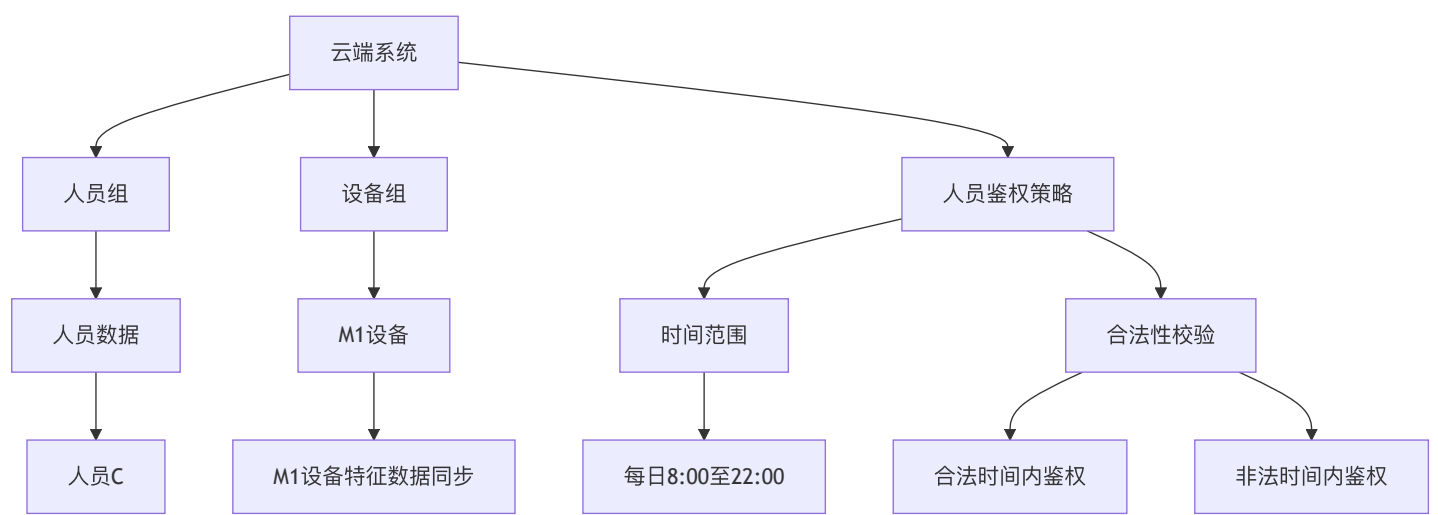 云端系统
人员组
设备组
人员鉴权策略
人员数据
M1设备
时间范围
合法性校验
人员C
M1设备特征数据同步
每日8:00至22:00
合法时间内鉴权
非法时间内鉴权